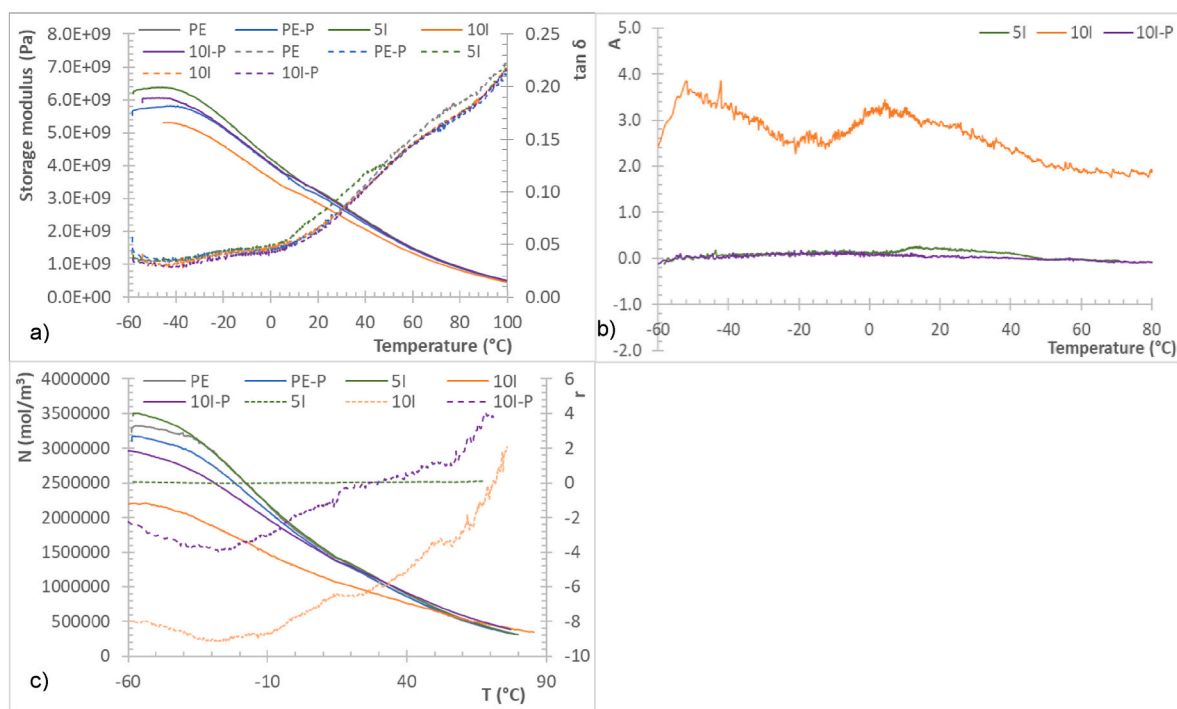 PE PE-P 5I 10I
10I-P PE PE-P 5I
10I 10I-P
Storage modulus (Pa)
8.0E+09
7.0E+09
6.0E+09
5.0E+09
4.0E+09
3.0E+09
2.0E+09
1.0E+09
0.0E+00
tan δ
0.25
0.20
0.15
0.10
0.05
0.00
-60 -40 -20 0 20 40 60 80 100
Temperature (°C)
a)
5I 10I 10I-P
A
5.0
4.0
3.0
2.0
1.0
0.0
-1.0
-2.0
-60 -40 -20 0 20 40 60 80
Temperature (°C)
b)
PE PE-P 5I 10I
10I-P 5I 10I 10I-P
N (mol/m³)
4000000
3500000
3000000
2500000
2000000
1500000
1000000
500000
0
r
6
4
2
0
-2
-4
-6
-8
-10
-60 -10 40 90
T (°C)
c)